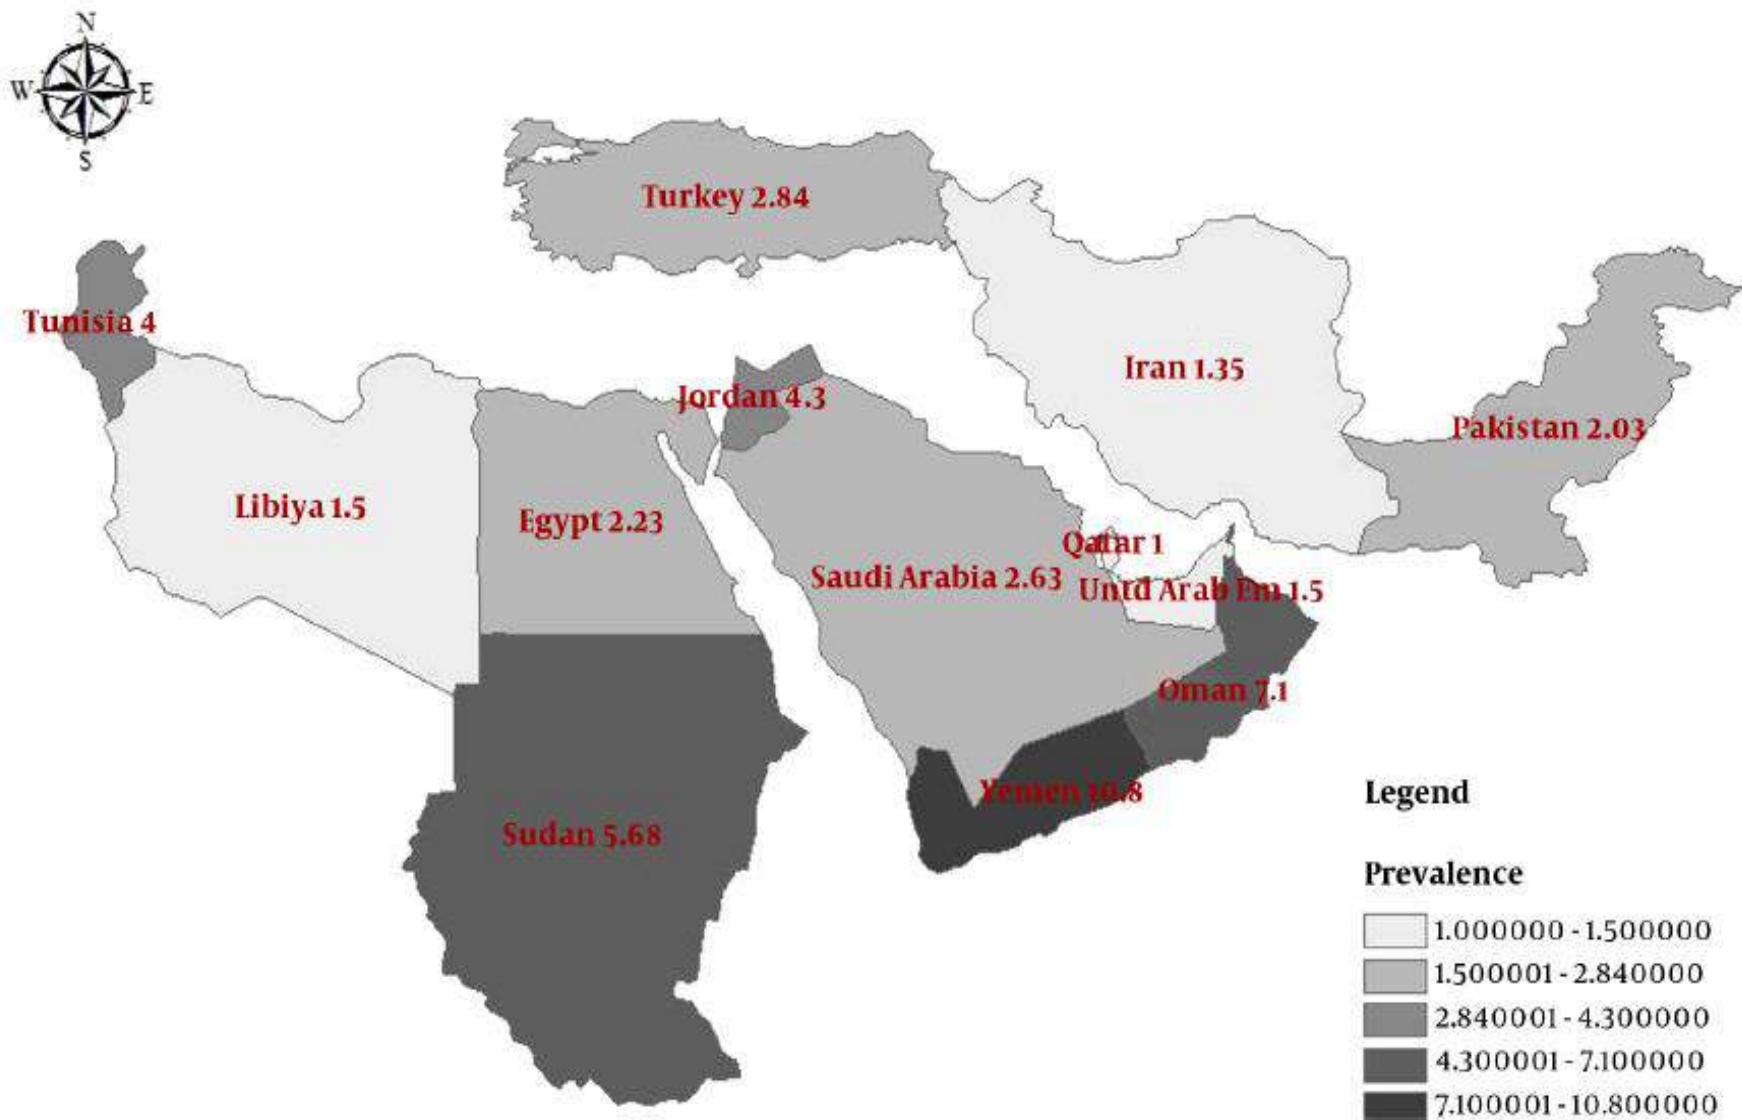 N
W E
S
Turkey 2.84
Tunisia 4
Iran 1.35
Jordan 4.3
Pakistan 2.03
Libiya 1.5
Egypt 2.23
Qatar 1
Saudi Arabia 2.63
Untd Arab Em 1.5
Oman 7.1
Yemen 10.8
Sudan 5.68
Legend
Prevalence
1.000000 - 1.500000
1.500001 - 2.840000
2.840001 - 4.300000
4.300001 - 7.100000
7.100001 - 10.800000